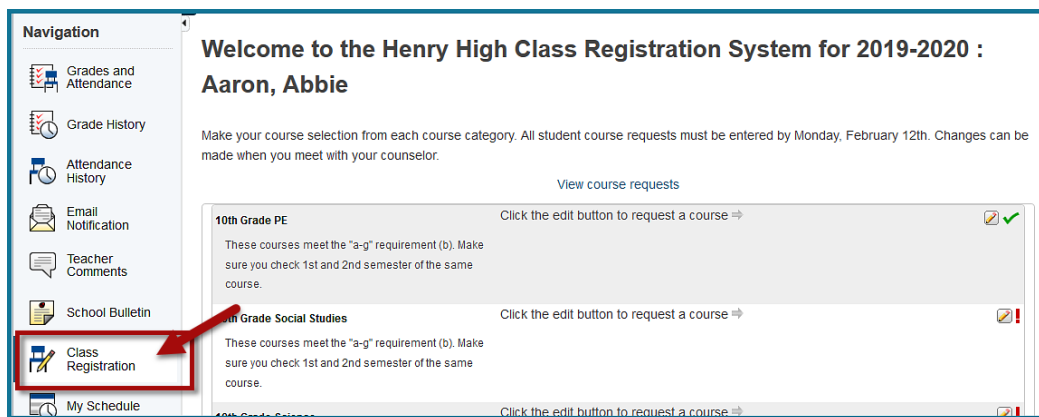 Navigation
Grades and
Attendance
Grade History
Attendance
History
Email
Notification
Teacher
Comments
School Bulletin
Class
Registration
My Schedule
Welcome to the Henry High Class Registration System for 2019-2020 :
Aaron, Abbie
Make your course selection from each course category. All student course requests must be entered by Monday, February 12th. Changes can be
made when you meet with your counselor.
View course requests
10th Grade PE
Click the edit button to request a course
These courses meet the "a-g" requirement (b). Make
sure you check 1st and 2nd semester of the same
course.
Grade Social Studies
Click the edit button to request a course
These courses meet the "a-g" requirement (b). Make
sure you check 1st and 2nd semester of the same
course.
10th Grade Science
Click the edit button to request a course